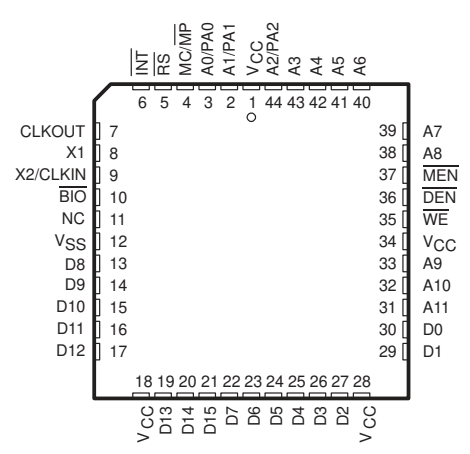 INT
RS
MC/MP
A0/PA0
A1/PA1
VCC
A2/PA2
A3
A4
A5
A6
6 5 4 3 2 1 44 43 42 41 40
CLKOUT 7
X1 8
X2/CLKIN 9
BIO 10
NC 11
VSS 12
D8 13
D9 14
D10 15
D11 16
D12 17
39 A7
38 A8
37 MEN
36 DEN
35 WE
34 VCC
33 A9
32 A10
31 A11
30 D0
29 D1
18 19 20 21 22 23 24 25 26 27 28
VCC
D13
D14
D15
D7
D6
D5
D4
D3
D2
VCC